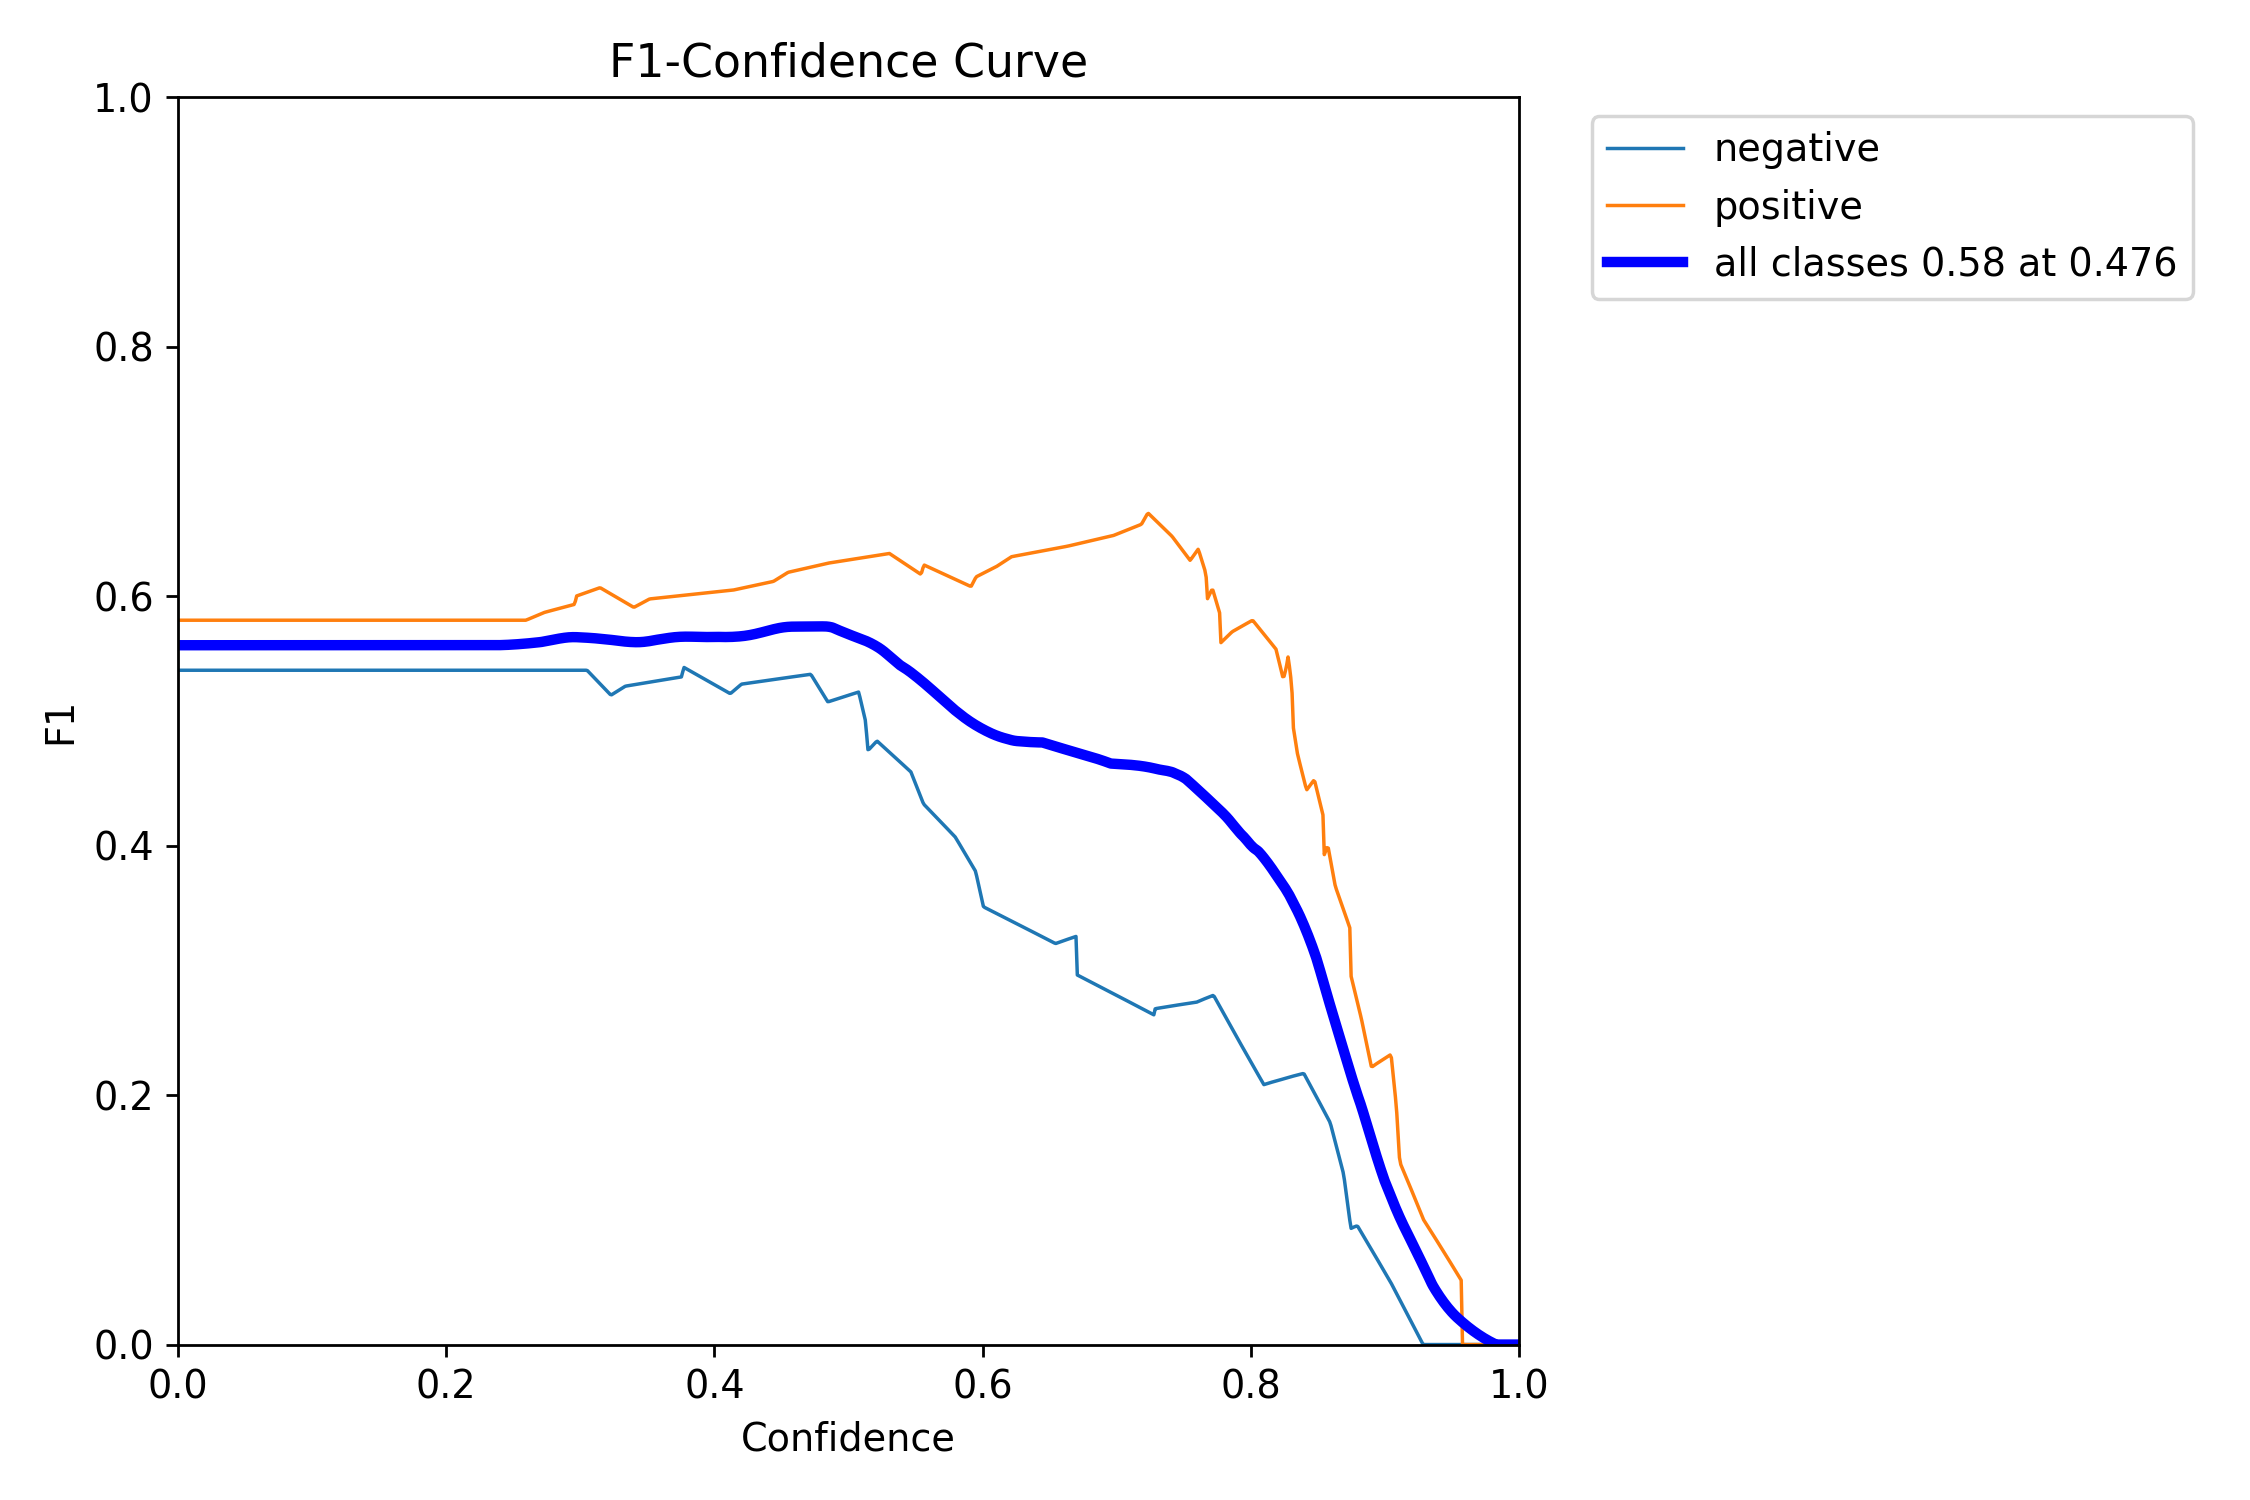 F1-Confidence Curve
1.0
0.8
0.6
0.4
0.2
0.0
F1
0.0 0.2 0.4 0.6 0.8 1.0
Confidence
negative
positive
all classes 0.58 at 0.476